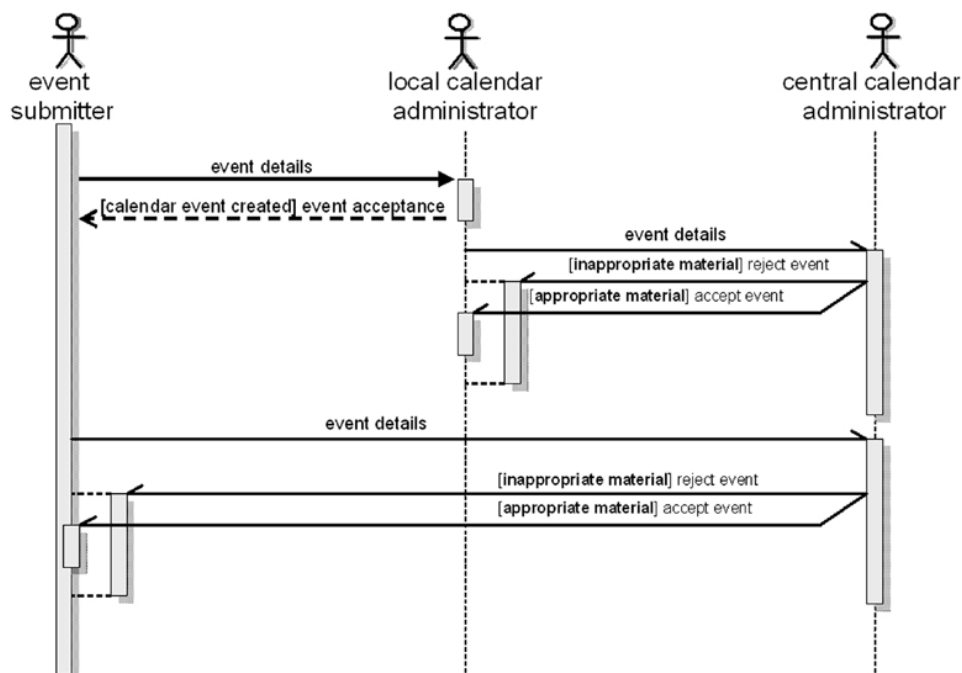 event
submitter
local calendar
administrator
central calendar
administrator
event details
[calendar event created] event acceptance
event details
[inappropriate material] reject event
[appropriate material] accept event
event details
[inappropriate material] reject event
[appropriate material] accept event